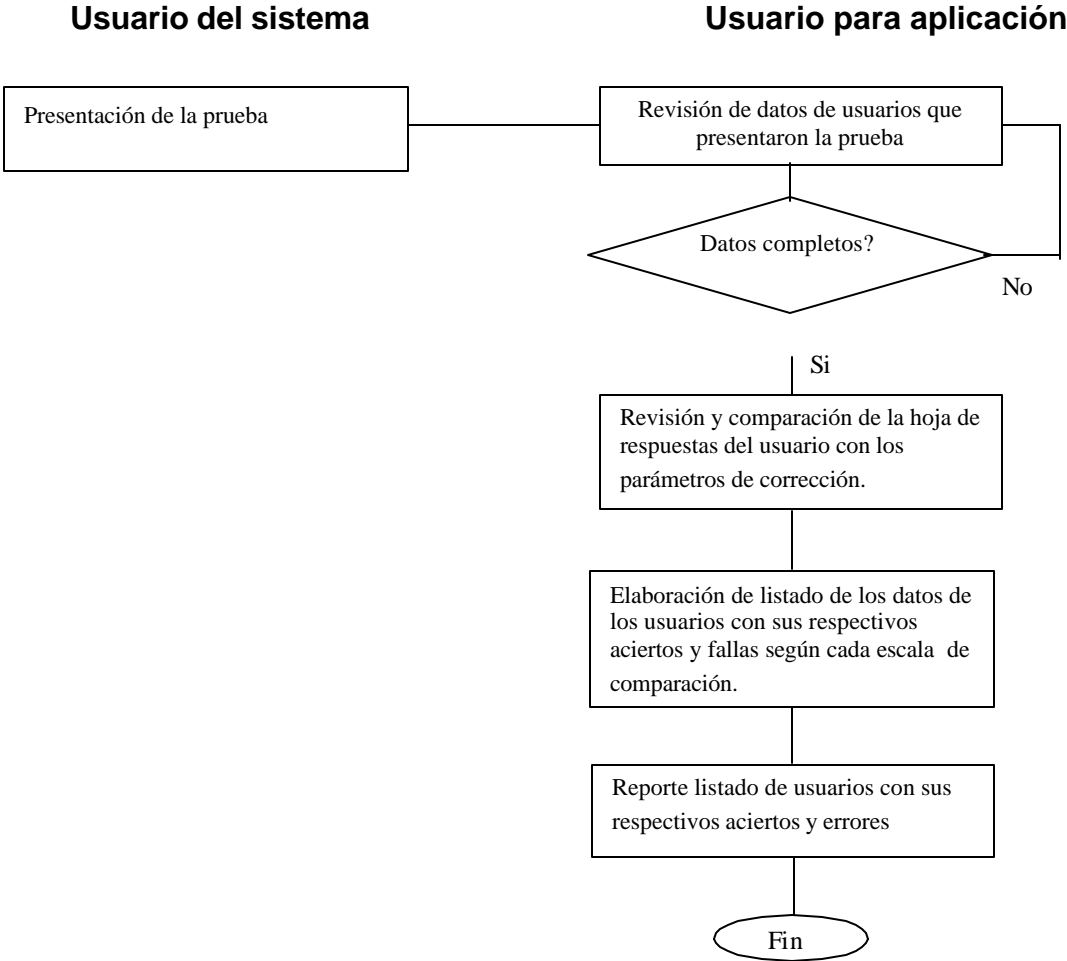 Usuario del sistema
Usuario para aplicación
Presentación de la prueba
Revisión de datos de usuarios que
presentaron la prueba
Datos completos?
No
Si
Revisión y comparación de la hoja de
respuestas del usuario con los
parámetros de corrección.
Elaboración de listado de los datos de
los usuarios con sus respectivos
aciertos y fallas según cada escala de
comparación.
Reporte listado de usuarios con sus
respectivos aciertos y errores
Fin